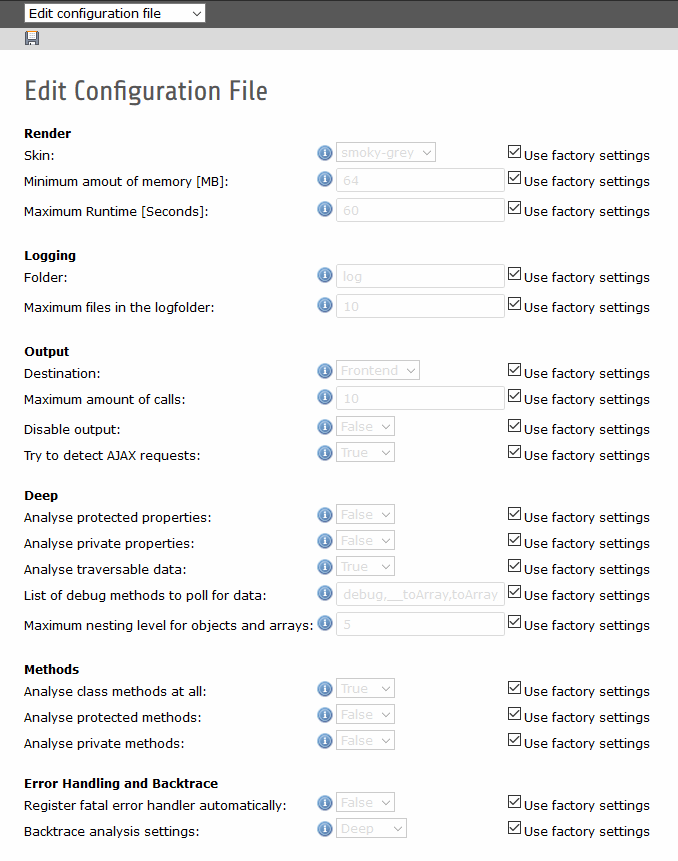 Edit configuration file
Edit Configuration File
Render
Skin: smoky-grey Use factory settings
Minimum amout of memory [MB]: 64 Use factory settings
Maximum Runtime [Seconds]: 60 Use factory settings
Logging
Folder: log Use factory settings
Maximum files in the logfolder: 10 Use factory settings
Output
Destination: Frontend Use factory settings
Maximum amount of calls: 10 Use factory settings
Disable output: False Use factory settings
Try to detect AJAX requests: True Use factory settings
Deep
Analyse protected properties: False Use factory settings
Analyse private properties: False Use factory settings
Analyse traversable data: True Use factory settings
List of debug methods to poll for data: debug,__toArray,toArray Use factory settings
Maximum nesting level for objects and arrays: 5 Use factory settings
Methods
Analyse class methods at all: True Use factory settings
Analyse protected methods: False Use factory settings
Analyse private methods: False Use factory settings
Error Handling and Backtrace
Register fatal error handler automatically: False Use factory settings
Backtrace analysis settings: Deep Use factory settings